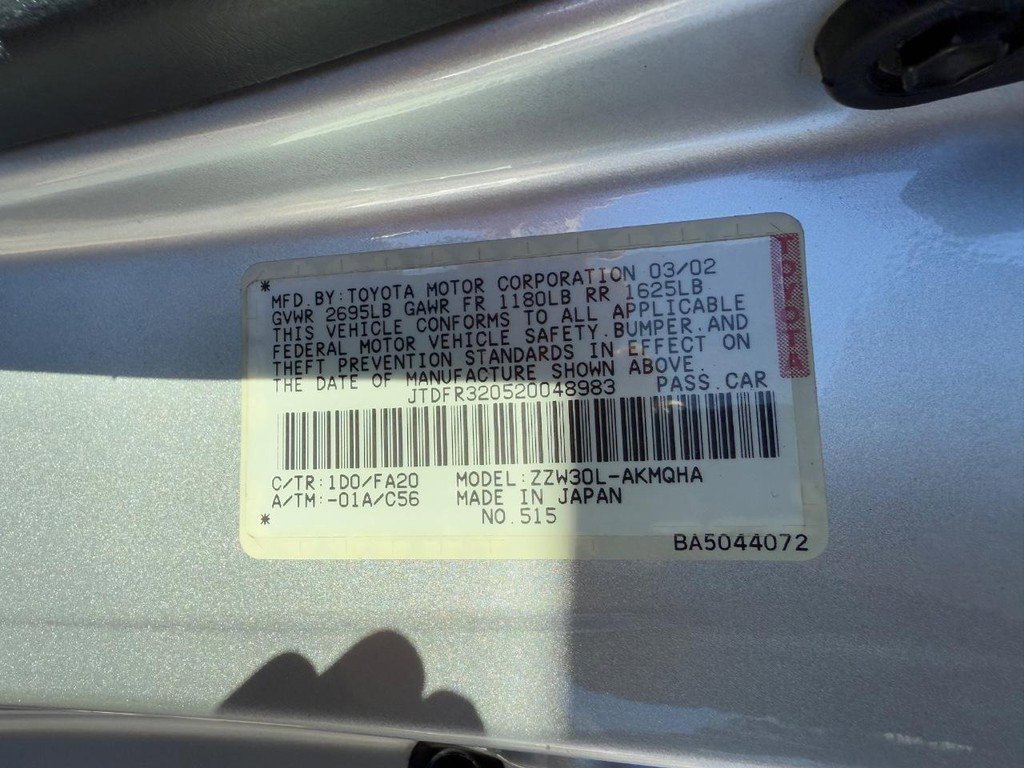 * MFD.BY:TOYOTA MOTOR CORPORATION 03/02
GVWR 2695LB GAWR FR 1180LB RR 1625LB
THIS VEHICLE CONFORMS TO ALL APPLICABLE
FEDERAL MOTOR VEHICLE SAFETY.BUMPER.AND
THEFT PREVENTION STANDARDS IN EFFECT ON
THE DATE OF MANUFACTURE SHOWN ABOVE.
JTDFR320520048983 PASS.CAR
C/TR:1D0/FA20 MODEL:ZZW30L-AKMQHA
A/TM:-01A/C56 MADE IN JAPAN
* NO.515
BA5044072
TOYOTA